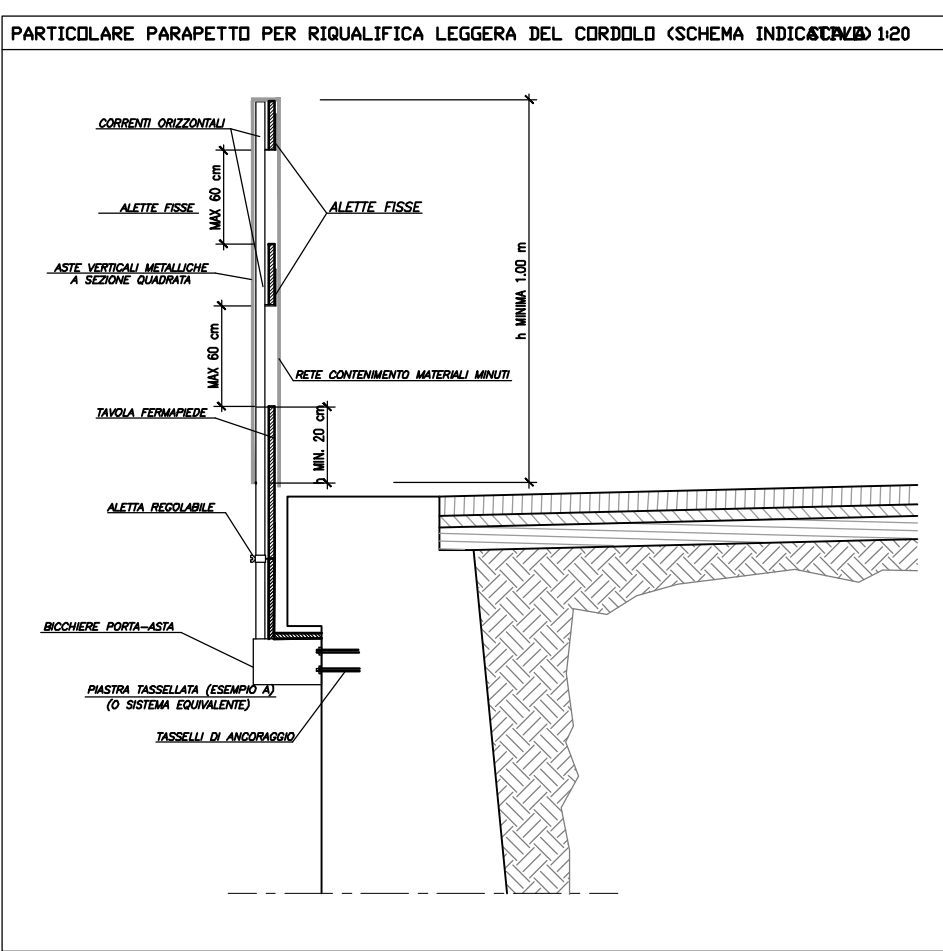 PARTICOLARE PARAPETTO PER RIQUALIFICA LEGGERA DEL CORDOLO (SCHEMA INDICATIVA) SCALA 1:20
CORRENTI ORIZZONTALI
MAX 60 cm
ALETTE FISSE
ALETTE FISSE
ASTE VERTICALI METALLICHE
A SEZIONE QUADRATA
h MINIMA 1.00 m
MAX 60 cm
RETE CONTENIMENTO MATERIALI MINUTI
TAVOLA FERMAPIEDE
MIN. 20 cm
ALETTA REGOLABILE
BICCHIERE PORTA-ASTA
PIASTRA TASSELLATA (ESEMPIO A)
(O SISTEMA EQUIVALENTE)
TASSELLI DI ANCORAGGIO